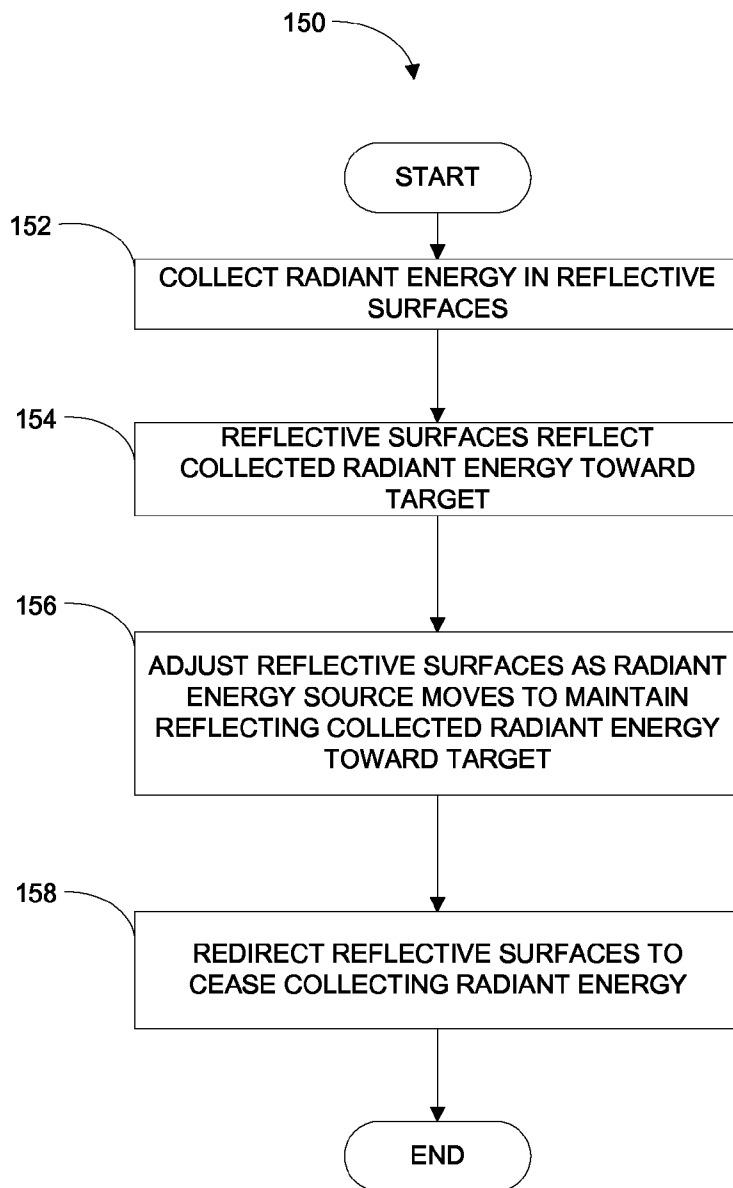 150
START
152
COLLECT RADIANT ENERGY IN REFLECTIVE
SURFACES
154
REFLECTIVE SURFACES REFLECT
COLLECTED RADIANT ENERGY TOWARD
TARGET
156
ADJUST REFLECTIVE SURFACES AS RADIANT
ENERGY SOURCE MOVES TO MAINTAIN
REFLECTING COLLECTED RADIANT ENERGY
TOWARD TARGET
158
REDIRECT REFLECTIVE SURFACES TO
CEASE COLLECTING RADIANT ENERGY
END